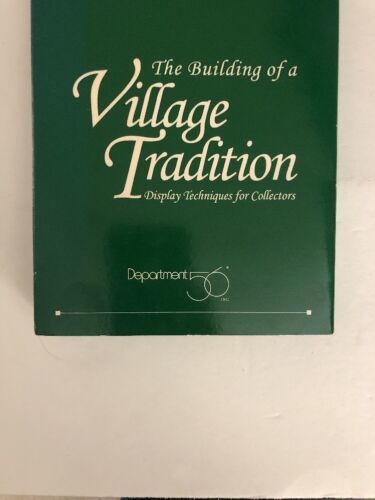 The Building of a
Village
Tradition
Display Techniques for Collectors
Department 56®
INC.